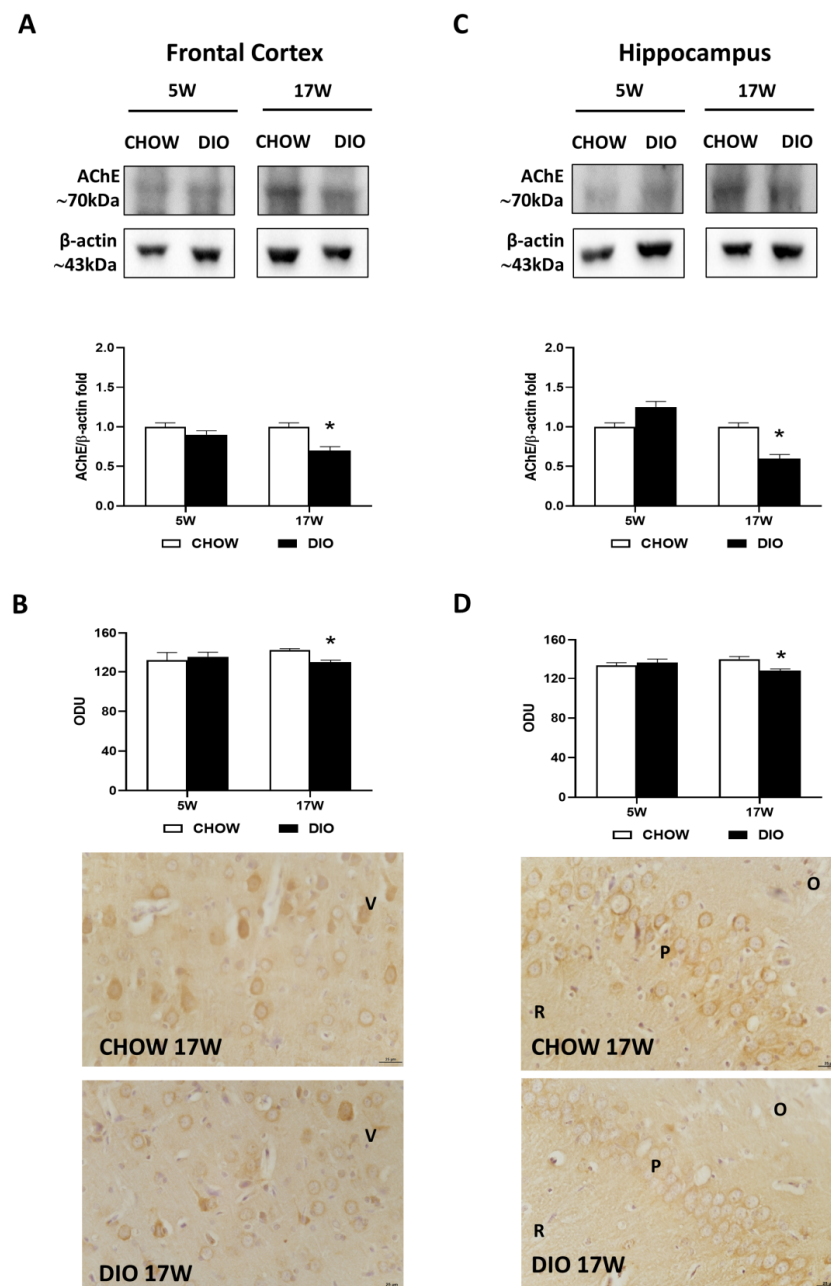 A
Frontal Cortex
5W 17W
CHOW DIO CHOW DIO
AChE
~70kDa
β-actin
~43kDa
2.0
1.5
1.0
0.5
0.0
AChE/β-actin fold
*
5W 17W
CHOW DIO
B
160
120
80
40
0
ODU
*
5W 17W
CHOW DIO
V
CHOW 17W
V
DIO 17W
C
Hippocampus
5W 17W
CHOW DIO CHOW DIO
AChE
~70kDa
β-actin
~43kDa
2.0
1.5
1.0
0.5
0.0
AChE/β-actin fold
*
5W 17W
CHOW DIO
D
160
120
80
40
0
ODU
*
5W 17W
CHOW DIO
O
P
R
CHOW 17W
O
P
R
DIO 17W